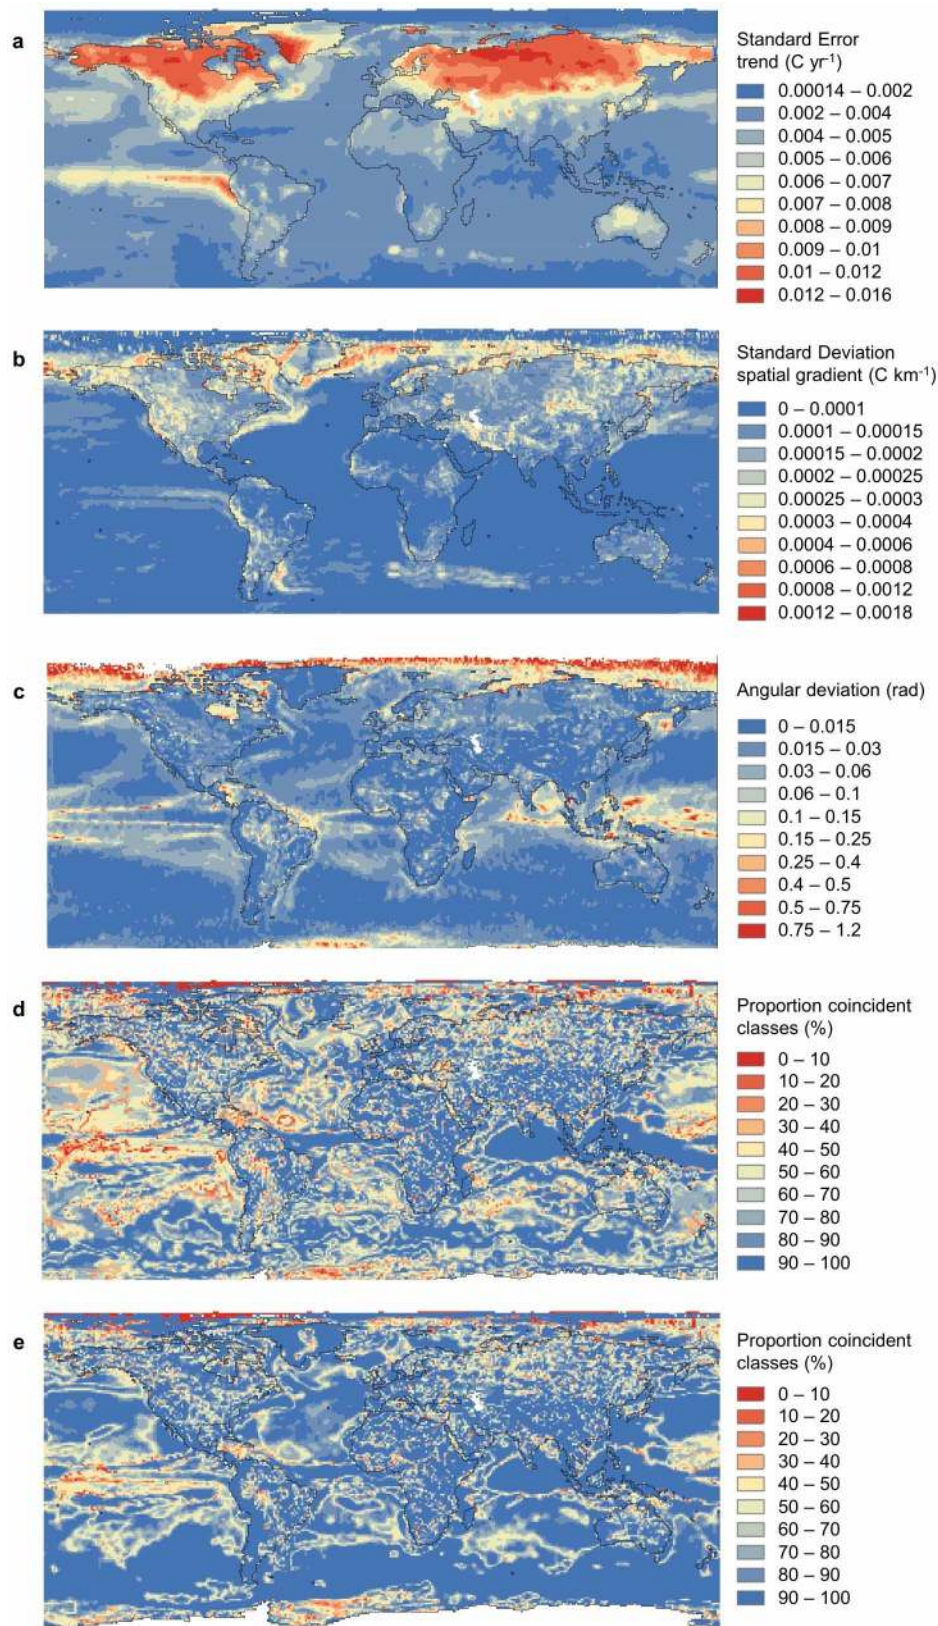 a
Standard Error
trend (C yr⁻¹)
0.00014 – 0.002
0.002 – 0.004
0.004 – 0.005
0.005 – 0.006
0.006 – 0.007
0.007 – 0.008
0.008 – 0.009
0.009 – 0.01
0.01 – 0.012
0.012 – 0.016
b
Standard Deviation
spatial gradient (C km⁻¹)
0 – 0.0001
0.0001 – 0.00015
0.00015 – 0.0002
0.0002 – 0.00025
0.00025 – 0.0003
0.0003 – 0.0004
0.0004 – 0.0006
0.0006 – 0.0008
0.0008 – 0.0012
0.0012 – 0.0018
c
Angular deviation (rad)
0 – 0.015
0.015 – 0.03
0.03 – 0.06
0.06 – 0.1
0.1 – 0.15
0.15 – 0.25
0.25 – 0.4
0.4 – 0.5
0.5 – 0.75
0.75 – 1.2
d
Proportion coincident
classes (%)
0 – 10
10 – 20
20 – 30
30 – 40
40 – 50
50 – 60
60 – 70
70 – 80
80 – 90
90 – 100
e
Proportion coincident
classes (%)
0 – 10
10 – 20
20 – 30
30 – 40
40 – 50
50 – 60
60 – 70
70 – 80
80 – 90
90 – 100